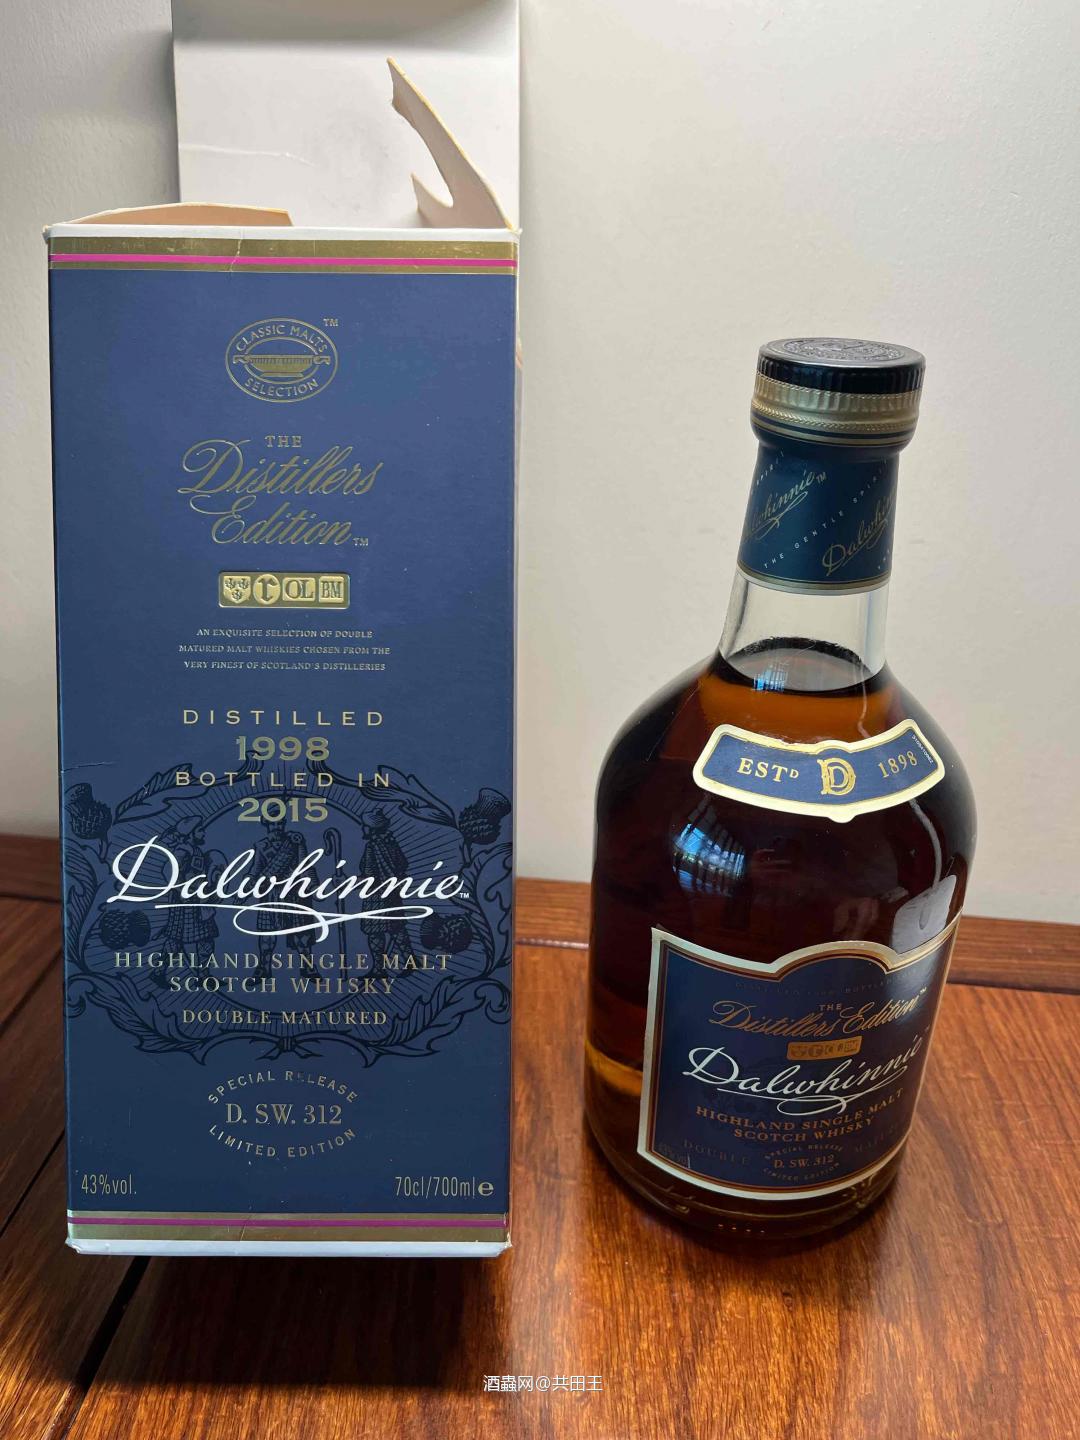 CLASSIC MALTS TM
SELECTION
THE
Distillers
Edition TM
BM
AN EXQUISITE SELECTION OF DOUBLE
MATURED MALT WHISKIES CHOSEN FROM THE
VERY FINEST OF SCOTLAND'S DISTILLERIES
DISTILLED
1998
BOTTLED IN
2015
Dalwhinnie TM
HIGHLAND SINGLE MALT
SCOTCH WHISKY
DOUBLE MATURED
SPECIAL RELEASE
D. S.W. 312
LIMITED EDITION
43%vol. 70cl/700ml e
Dalwhinnie TM
THE GENTLE SPIRIT
ESTD D 1898
THE
Distillers Edition TM
Dalwhinnie
HIGHLAND SINGLE MALT
SCOTCH WHISKY
DOUBLE
SPECIAL RELEASE
D. S.W. 312
LIMITED EDITION
43%vol
酒蟲网@共田王